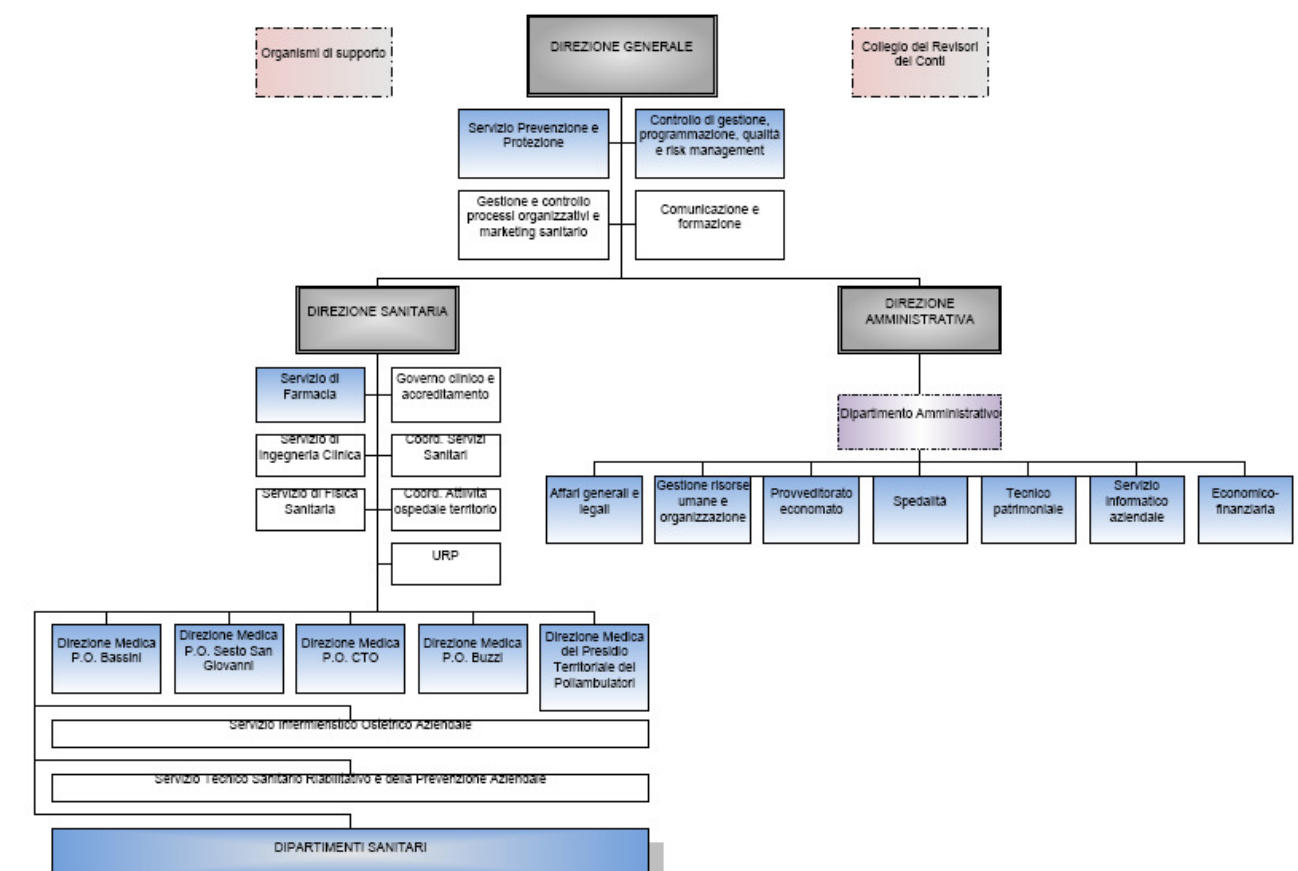 Organismi di supporto
DIREZIONE GENERALE
Collegio dei Revisori
dei Conti
Servizio Prevenzione e
Protezione
Controllo di gestione,
programmazione, qualità
e risk management
Gestione e controllo
processi organizzativi e
marketing sanitario
Comunicazione e
formazione
DIREZIONE SANITARIA
DIREZIONE
AMMINISTRATIVA
Servizio di
Farmacia
Governo clinico e
accreditamento
Servizio di
Ingegneria Clinica
Coord. Servizi
Sanitari
Servizio di Fisica
Sanitaria
Coord. Attività
ospedale territorio
URP
Dipartimento Amministrativo
Affari generali e
legali
Gestione risorse
umane e
organizzazione
Provveditorato
economato
Spedalità
Tecnico
patrimoniale
Servizio
informatico
aziendale
Economico-
finanziaria
Direzione Medica
P.O. Bassini
Direzione Medica
P.O. Sesto San
Giovanni
Direzione Medica
P.O. CTO
Direzione Medica
P.O. Buzzi
Direzione Medica
del Presidio
Territoriale dei
Poliambulatori
Servizio Infermieristico Ostetrico Aziendale
Servizio Tecnico Sanitario Riabilitativo e della Prevenzione Aziendale
DIPARTIMENTI SANITARI